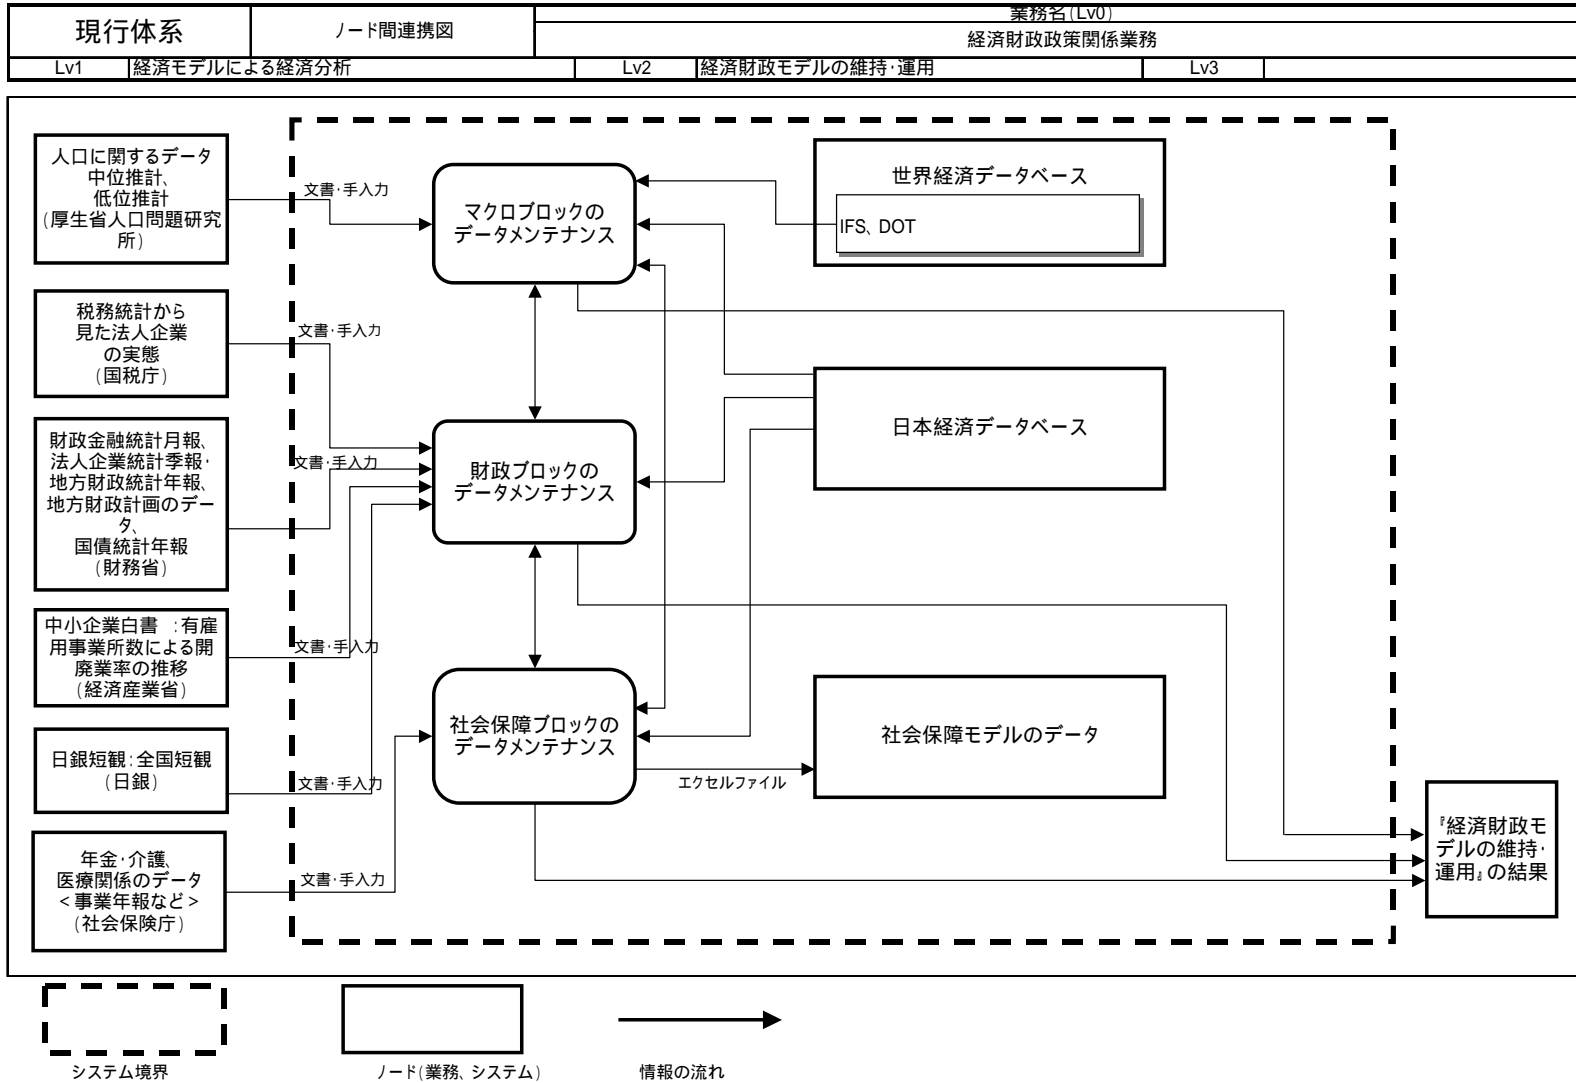 現行体系
ノード間連携図
業務名(Lv0)
経済財政政策関係業務
Lv1
経済モデルによる経済分析
Lv2
経済財政モデルの維持・運用
Lv3
人口に関するデータ
中位推計、
低位推計
(厚生省人口問題研究
所)
税務統計から
見た法人企業
の実態
(国税庁)
財政金融統計月報、
法人企業統計季報・
地方財政統計年報、
地方財政計画のデー
タ、
国債統計年報
(財務省)
中小企業白書 :有雇
用事業所数による開
廃業率の推移
(経済産業省)
日銀短観:全国短観
(日銀)
年金・介護、
医療関係のデータ
<事業年報など>
(社会保険庁)
文書・手入力
文書・手入力
文書・手入力
文書・手入力
文書・手入力
文書・手入力
マクロブロックの
データメンテナンス
財政ブロックの
データメンテナンス
社会保障ブロックの
データメンテナンス
エクセルファイル
世界経済データベース
IFS、DOT
日本経済データベース
社会保障モデルのデータ
『経済財政モ
デルの維持・
運用』の結果
システム境界
ノード(業務、システム)
情報の流れ